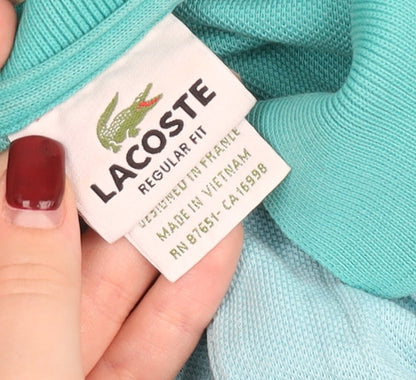 LACOSTE
REGULAR FIT
DESIGNED IN FRANCE
MADE IN VIETNAM
RN 87651 - CA 16998